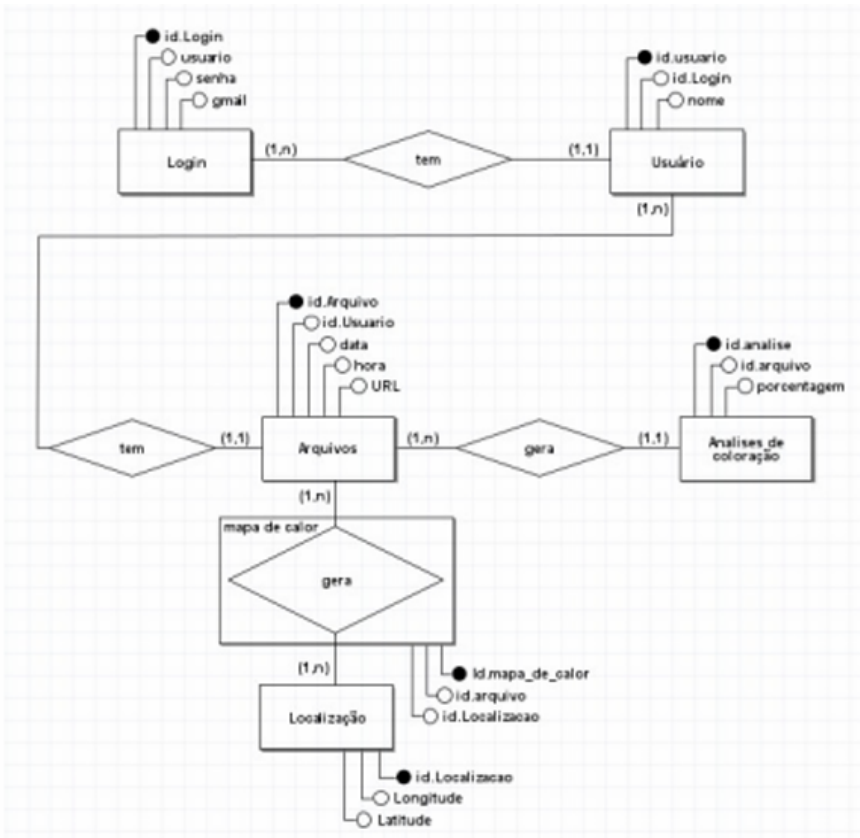 id.Login
usuario
senha
gmail
Login
(1,n)
tem
(1,1)
id.usuario
id.Login
nome
Usuário
(1,n)
id.Arquivo
id.Usuario
data
hora
URL
tem
(1,1)
Arquivos
(1,n)
gera
(1,1)
id.analise
id.arquivo
porcentagem
Analises de
coloração
(1,n)
mapa de calor
gera
(1,n)
Id.mapa_de_calor
id.arquivo
id.Localizacao
Localização
id.Localizacao
Longitude
Latitude